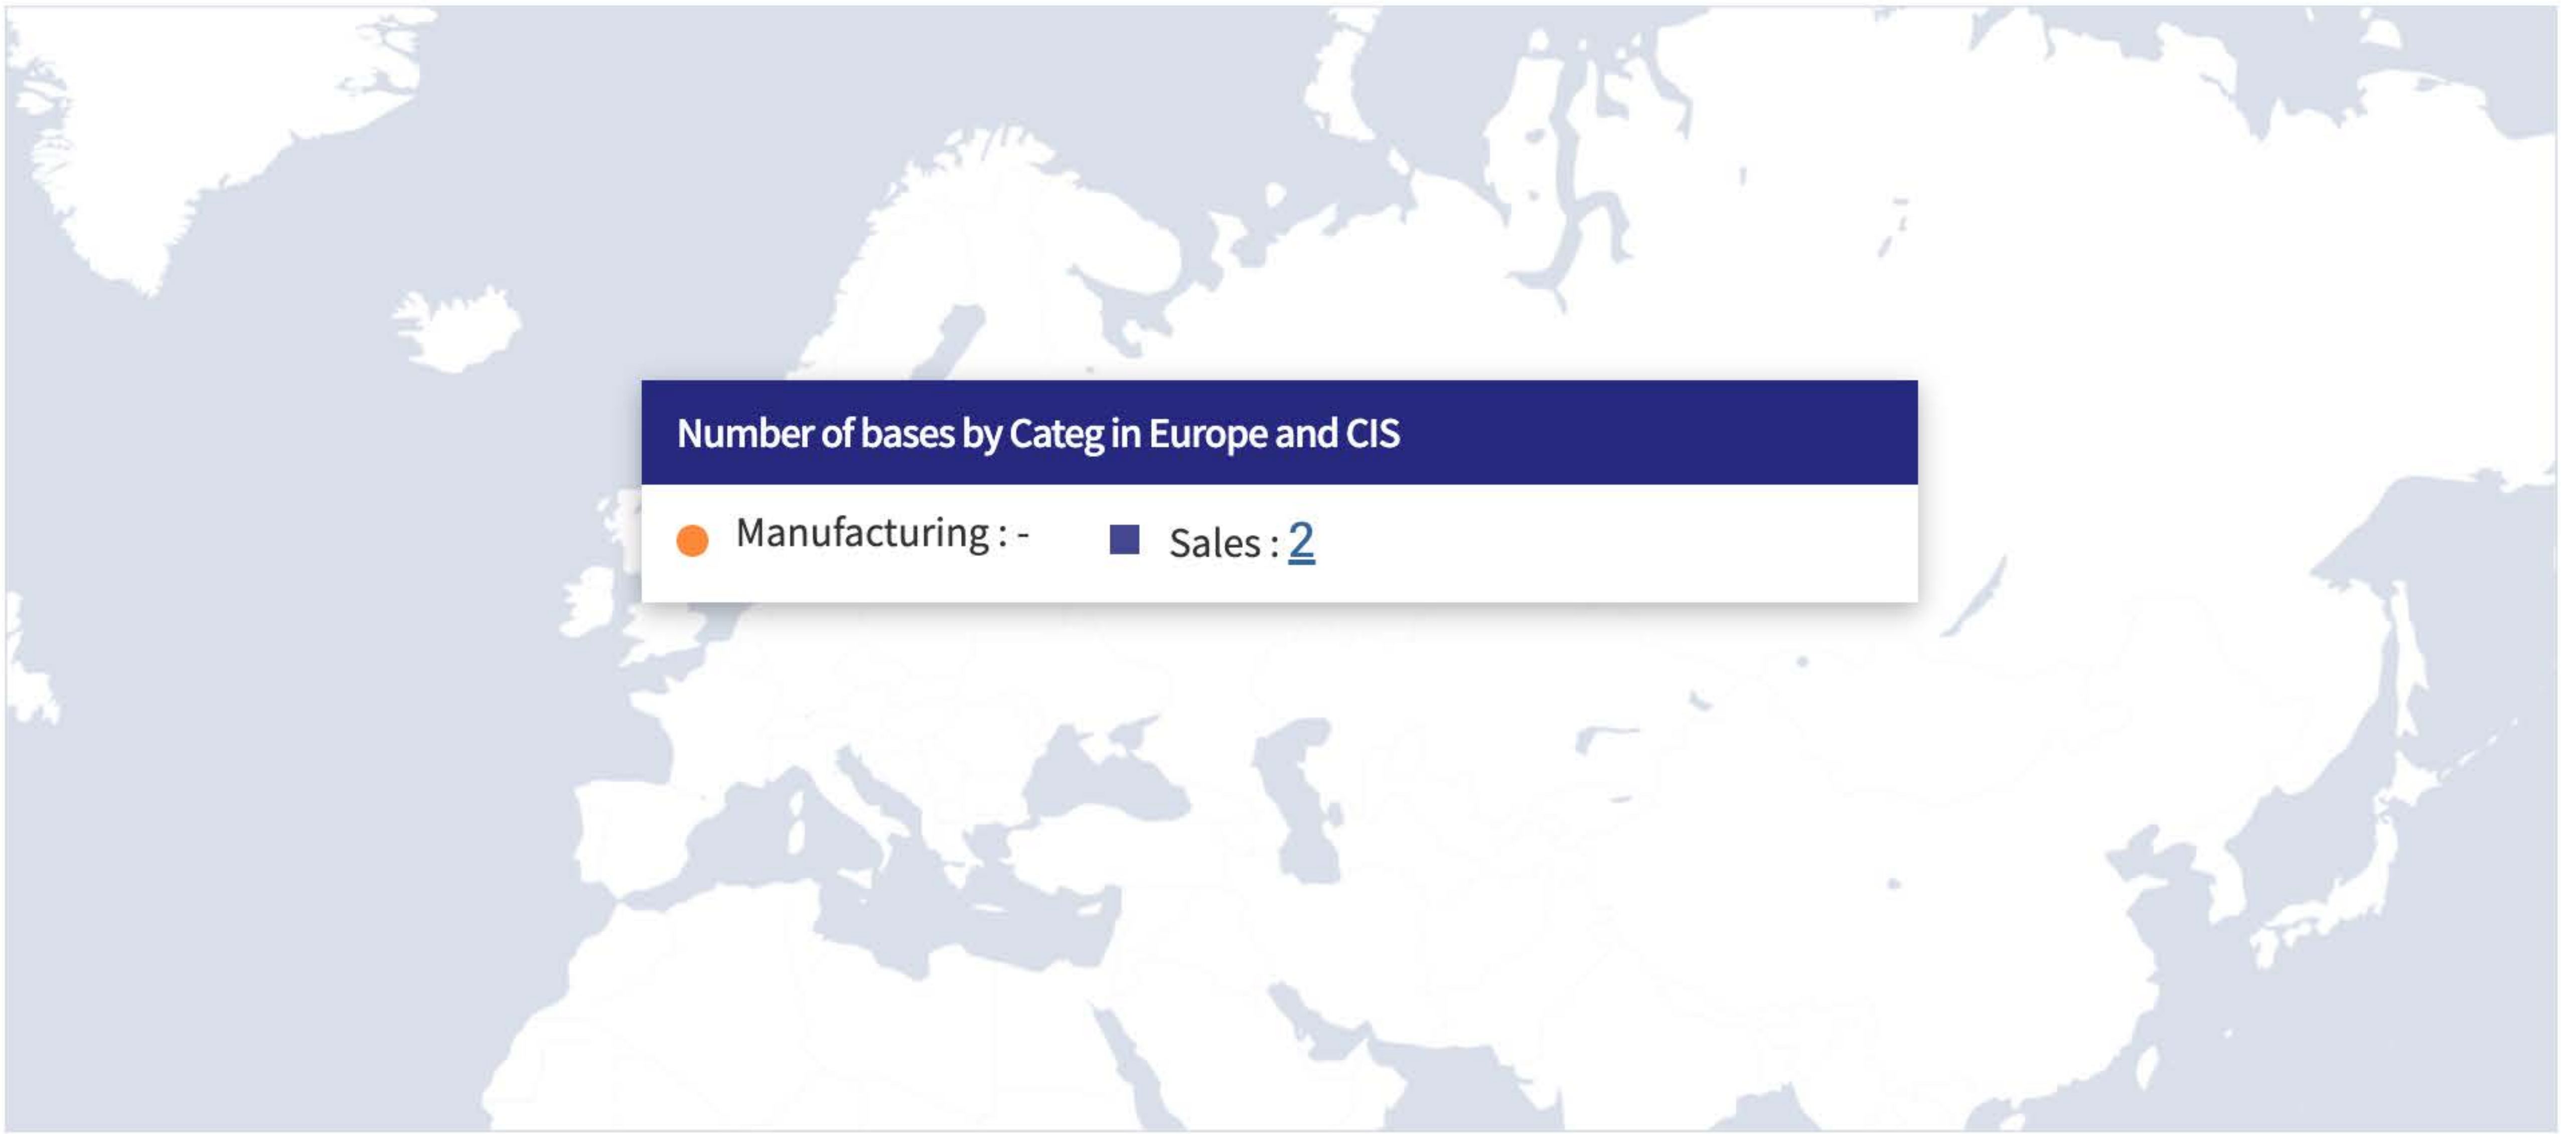 Number of bases by Categ in Europe and CIS
Manufacturing : - Sales : 2